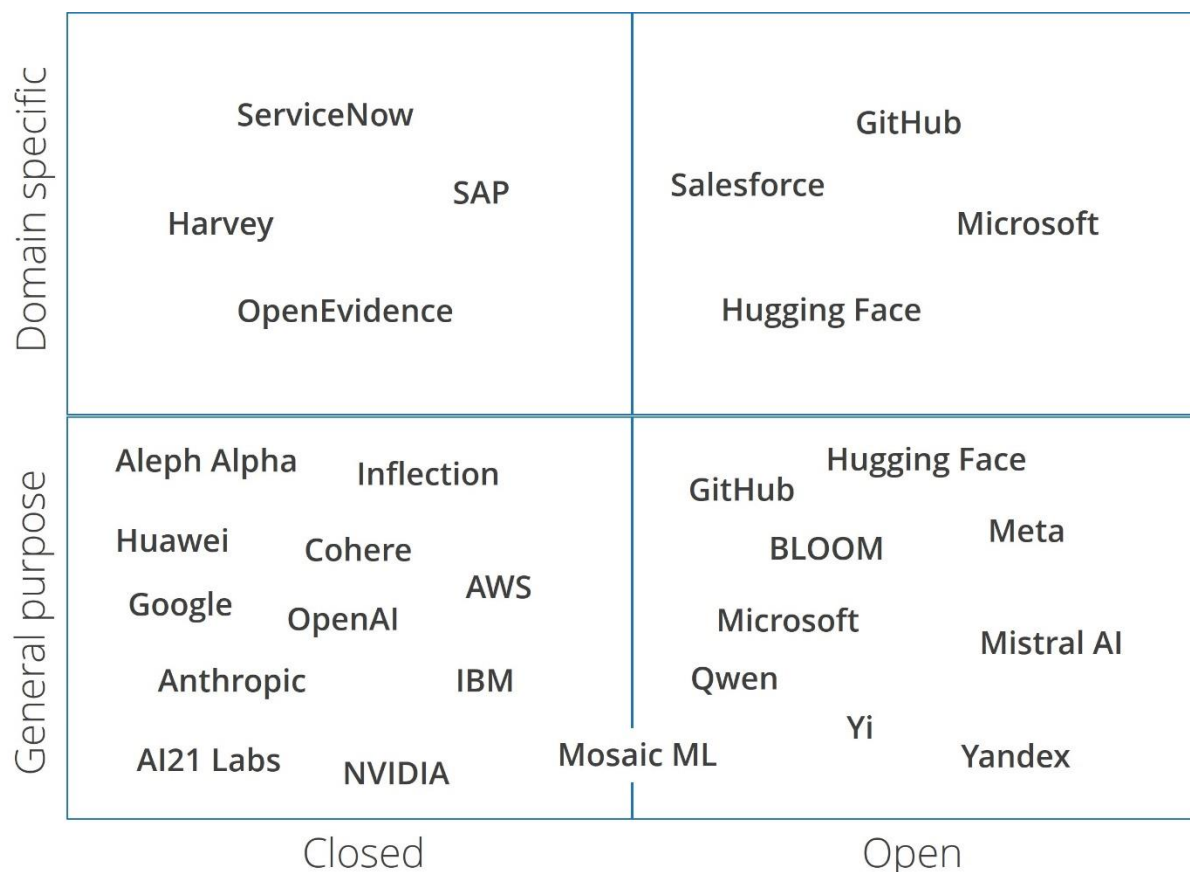 Domain specific
ServiceNow
SAP
Harvey
OpenEvidence
GitHub
Salesforce
Microsoft
Hugging Face
General purpose
Aleph Alpha
Inflection
Huawei
Cohere
AWS
Google
OpenAI
Anthropic
IBM
AI21 Labs
NVIDIA
Mosaic ML
Hugging Face
GitHub
Meta
BLOOM
Microsoft
Mistral AI
Qwen
Yi
Yandex
Closed
Open